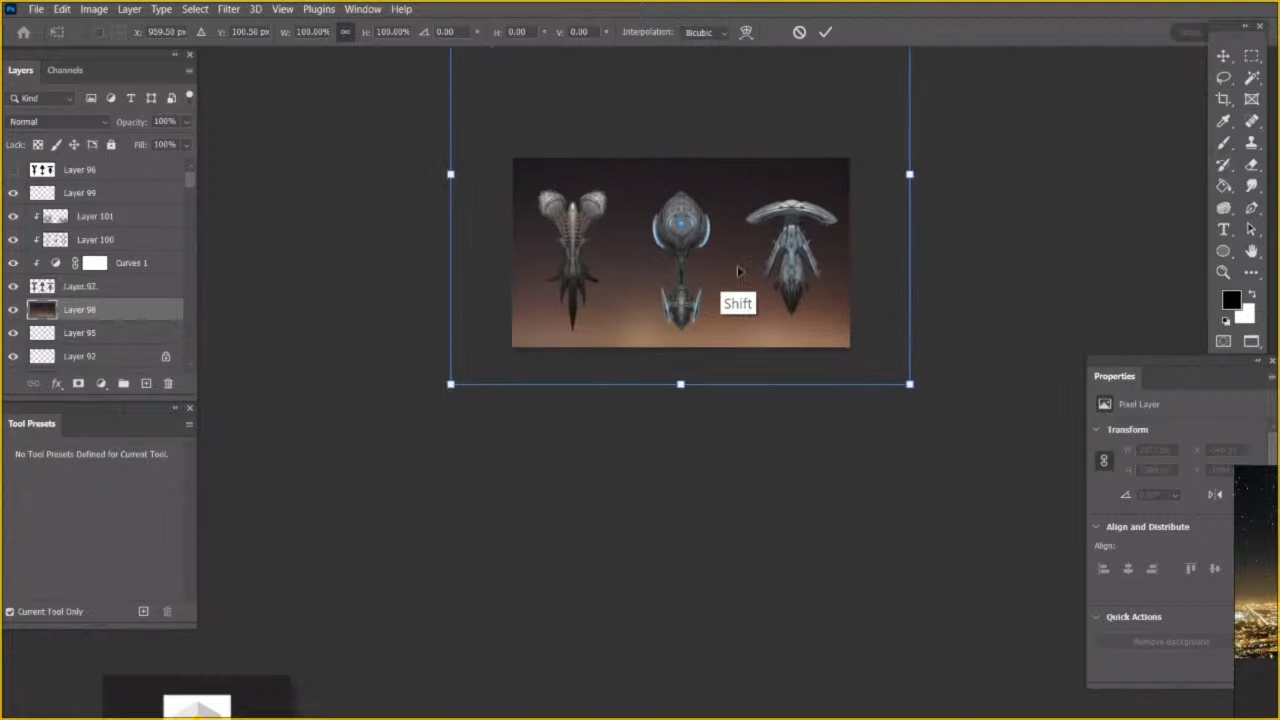 Ps File Edit Image Layer Type Select Filter 3D View Plugins Window Help
X: 959.50 px Y: 100.50 px W: 100.00% H: 100.00% 0.00 ° H: 0.00 ° V: 0.00 ° Interpolation: Bicubic
Layers Channels
Kind
Normal Opacity: 100%
Lock: Fill: 100%
Layer 96
Layer 99
Layer 101
Layer 100
Curves 1
Layer 97
Layer 98
Layer 95
Layer 92
fx
Tool Presets
No Tool Presets Defined for Current Tool.
Current Tool Only
Shift
Properties
Pixel Layer
Transform
W X
H Y
0.00°
Align and Distribute
Align:
Quick Actions
Remove Background